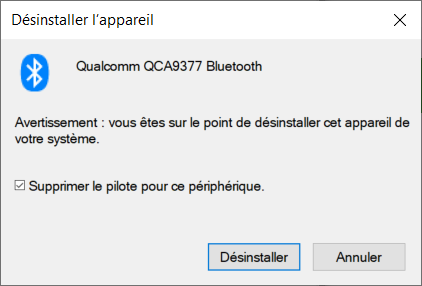 Désinstaller l'appareil
Qualcomm QCA9377 Bluetooth
Avertissement : vous êtes sur le point de désinstaller cet appareil de
votre système.
Supprimer le pilote pour ce périphérique.
Désinstaller
Annuler